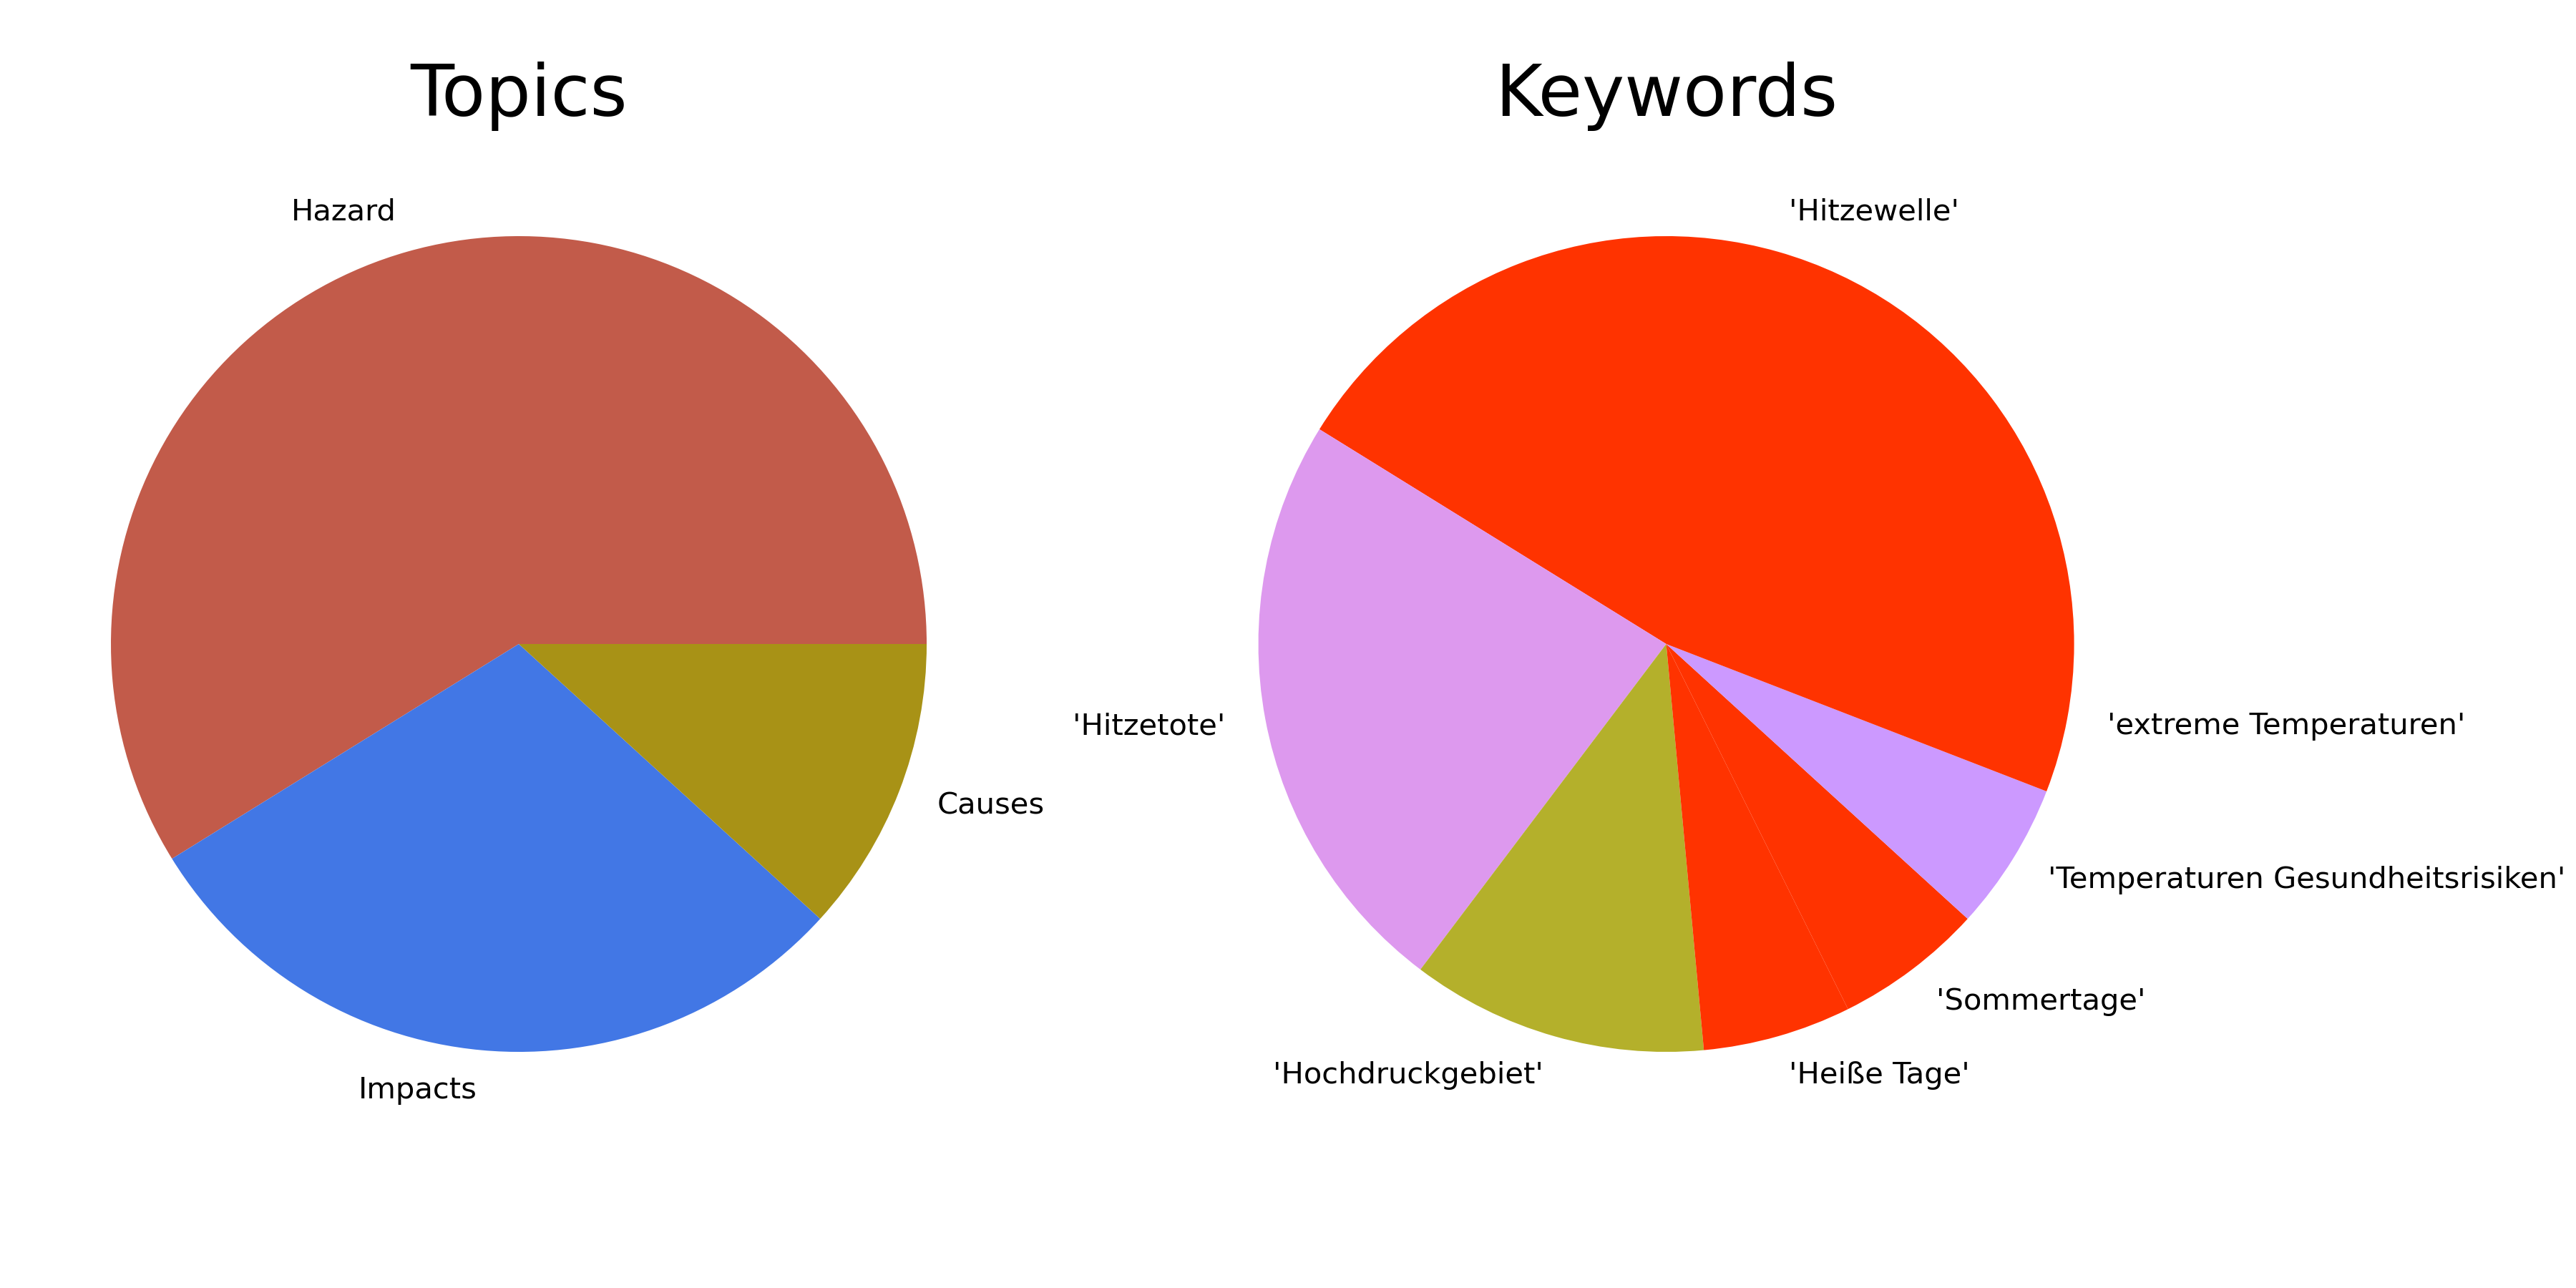 Topics
Hazard
Causes
Impacts
Keywords
'Hitzewelle'
'Hitzetote'
'extreme Temperaturen'
'Temperaturen Gesundheitsrisiken'
'Sommertage'
'Hochdruckgebiet'
'Heiße Tage'